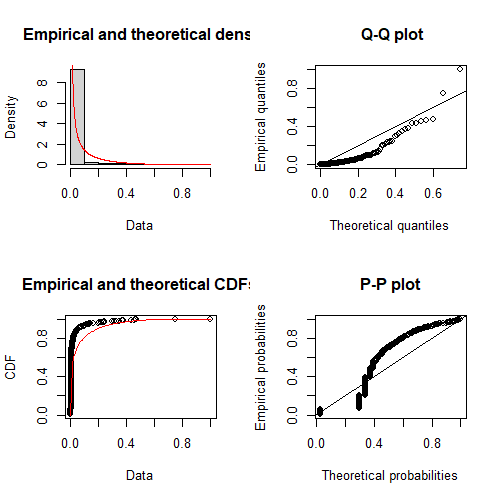 Empirical and theoretical dens
Density
0 2 4 6 8
0.0 0.4 0.8
Data
Q-Q plot
Empirical quantiles
0.0 0.4 0.8
0.0 0.2 0.4 0.6
Theoretical quantiles
Empirical and theoretical CDFs
CDF
0.0 0.4 0.8
0.0 0.4 0.8
Data
P-P plot
Empirical probabilities
0.0 0.4 0.8
0.0 0.4 0.8
Theoretical probabilities